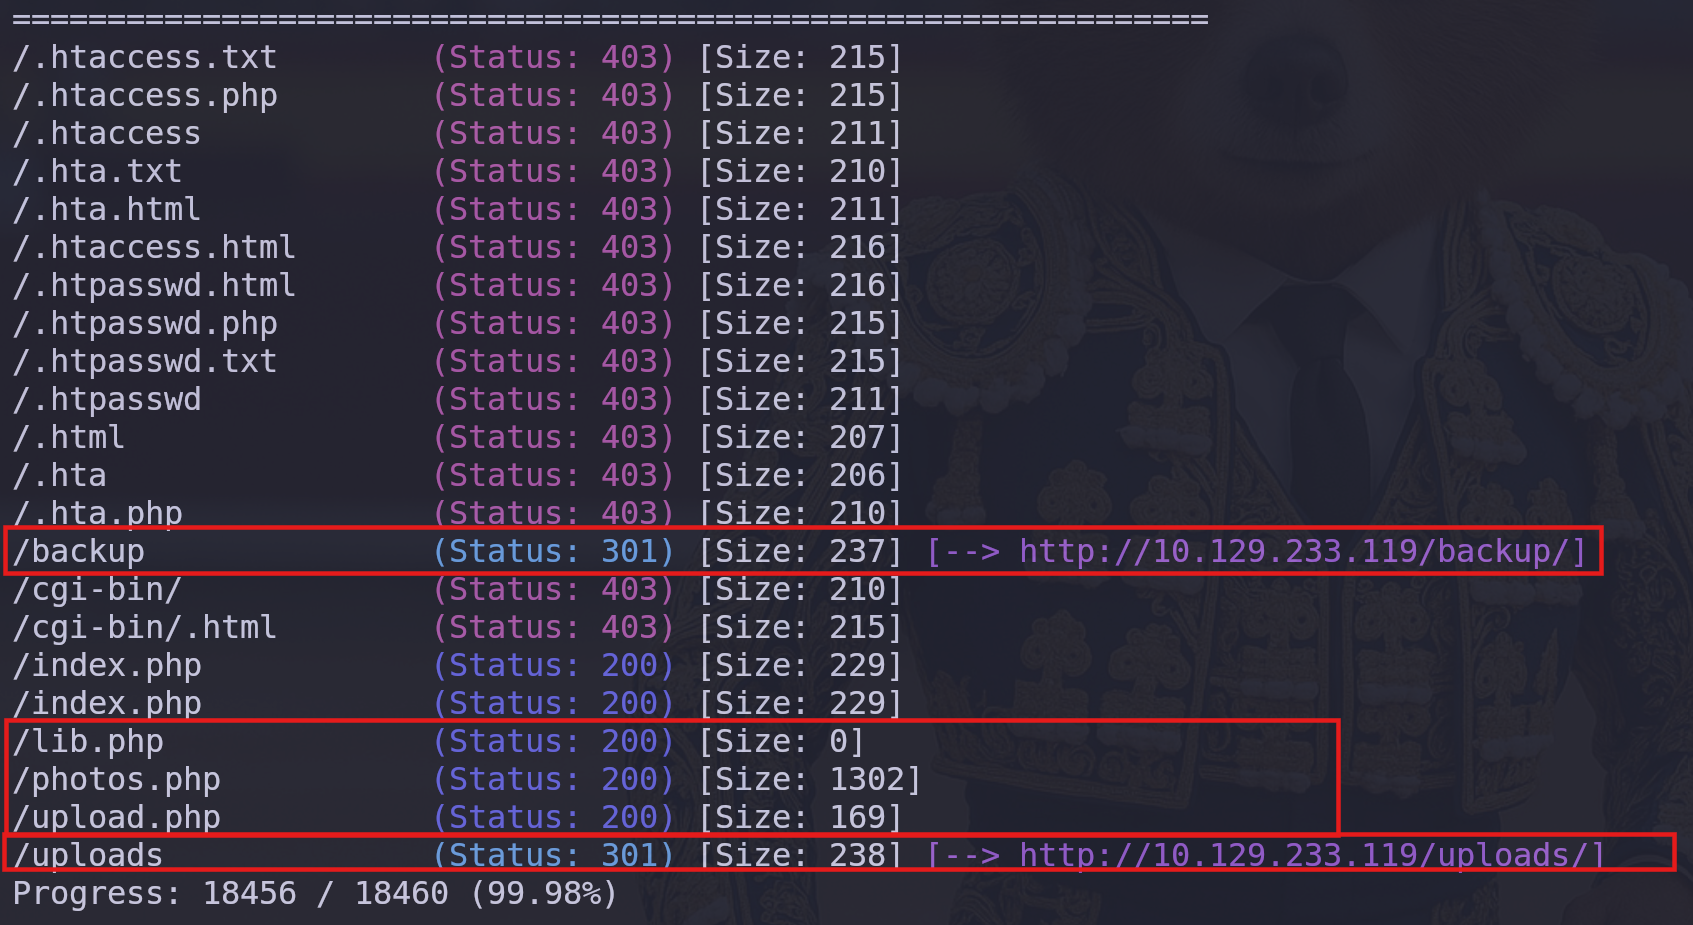 ===============================================================
/.htaccess.txt        (Status: 403) [Size: 215]
/.htaccess.php        (Status: 403) [Size: 215]
/.htaccess            (Status: 403) [Size: 211]
/.hta.txt             (Status: 403) [Size: 210]
/.hta.html            (Status: 403) [Size: 211]
/.htaccess.html       (Status: 403) [Size: 216]
/.htpasswd.html       (Status: 403) [Size: 216]
/.htpasswd.php        (Status: 403) [Size: 215]
/.htpasswd.txt        (Status: 403) [Size: 215]
/.htpasswd            (Status: 403) [Size: 211]
/.html                (Status: 403) [Size: 207]
/.hta                 (Status: 403) [Size: 206]
/.hta.php             (Status: 403) [Size: 210]
/backup               (Status: 301) [Size: 237] [--> http://10.129.233.119/backup/]
/cgi-bin/             (Status: 403) [Size: 210]
/cgi-bin/.html        (Status: 403) [Size: 215]
/index.php            (Status: 200) [Size: 229]
/index.php            (Status: 200) [Size: 229]
/lib.php              (Status: 200) [Size: 0]
/photos.php           (Status: 200) [Size: 1302]
/upload.php           (Status: 200) [Size: 169]
/uploads              (Status: 301) [Size: 238] [--> http://10.129.233.119/uploads/]
Progress: 18456 / 18460 (99.98%)